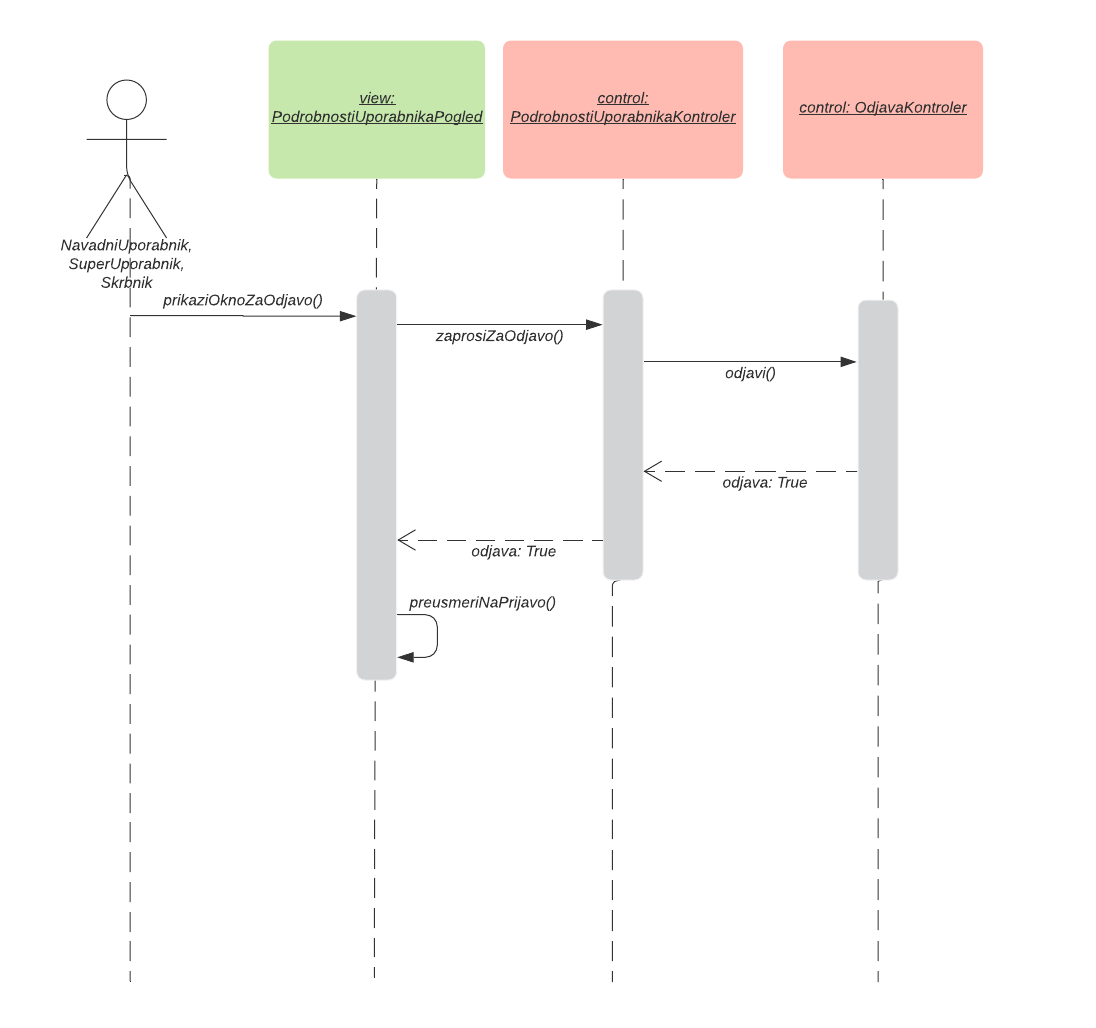 view:
PodrobnostiUporabnikaPogled
control:
PodrobnostiUporabnikaKontroler
control: OdjavaKontroler
NavadniUporabnik,
SuperUporabnik,
Skrbnik
prikaziOknoZaOdjavo()
zaprosiZaOdjavo()
odjavi()
odjava: True
odjava: True
preusmeriNaPrijavo()